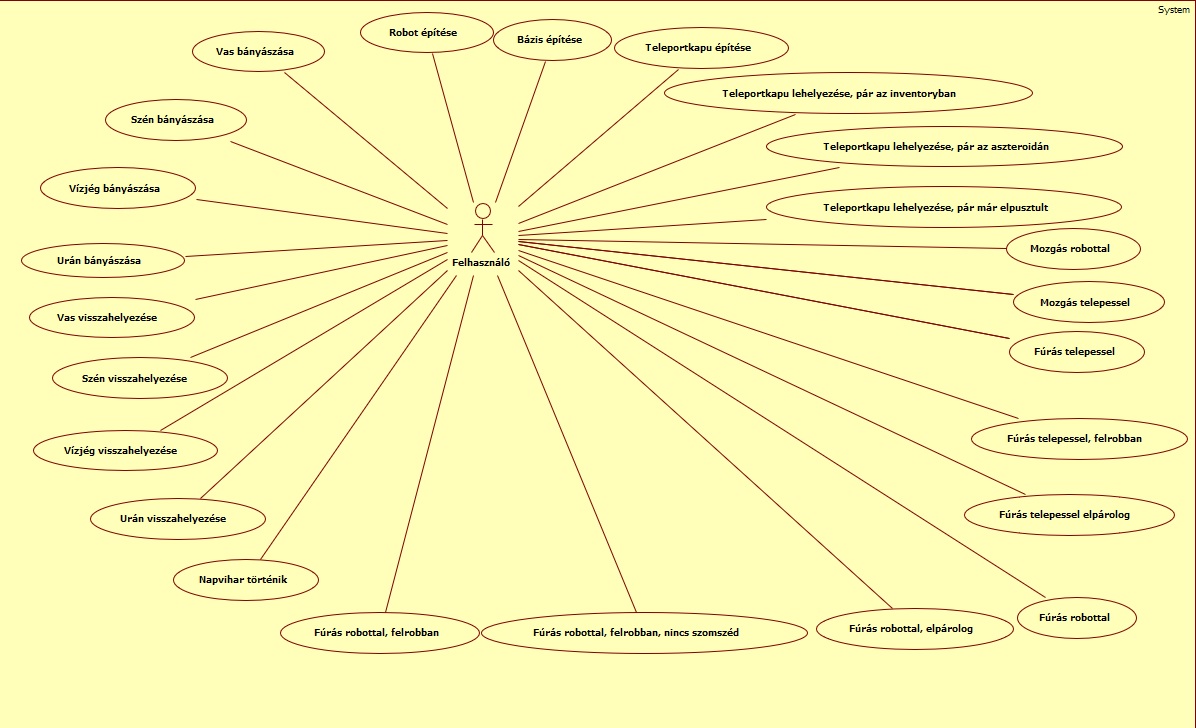 System
Robot építése
Bázis építése
Teleportkapu építése
Vas bányászása
Teleportkapu lehelyezése, pár az inventoryban
Szén bányászása
Teleportkapu lehelyezése, pár az aszteroidán
Vízjég bányászása
Teleportkapu lehelyezése, pár már elpusztult
Mozgás robottal
Urán bányászása
Felhasználó
Mozgás telepessel
Vas visszahelyezése
Fúrás telepessel
Szén visszahelyezése
Fúrás telepessel, felrobban
Vízjég visszahelyezése
Fúrás telepessel elpárolog
Urán visszahelyezése
Napvihar történik
Fúrás robottal
Fúrás robottal, felrobban
Fúrás robottal, felrobban, nincs szomszéd
Fúrás robottal, elpárolog